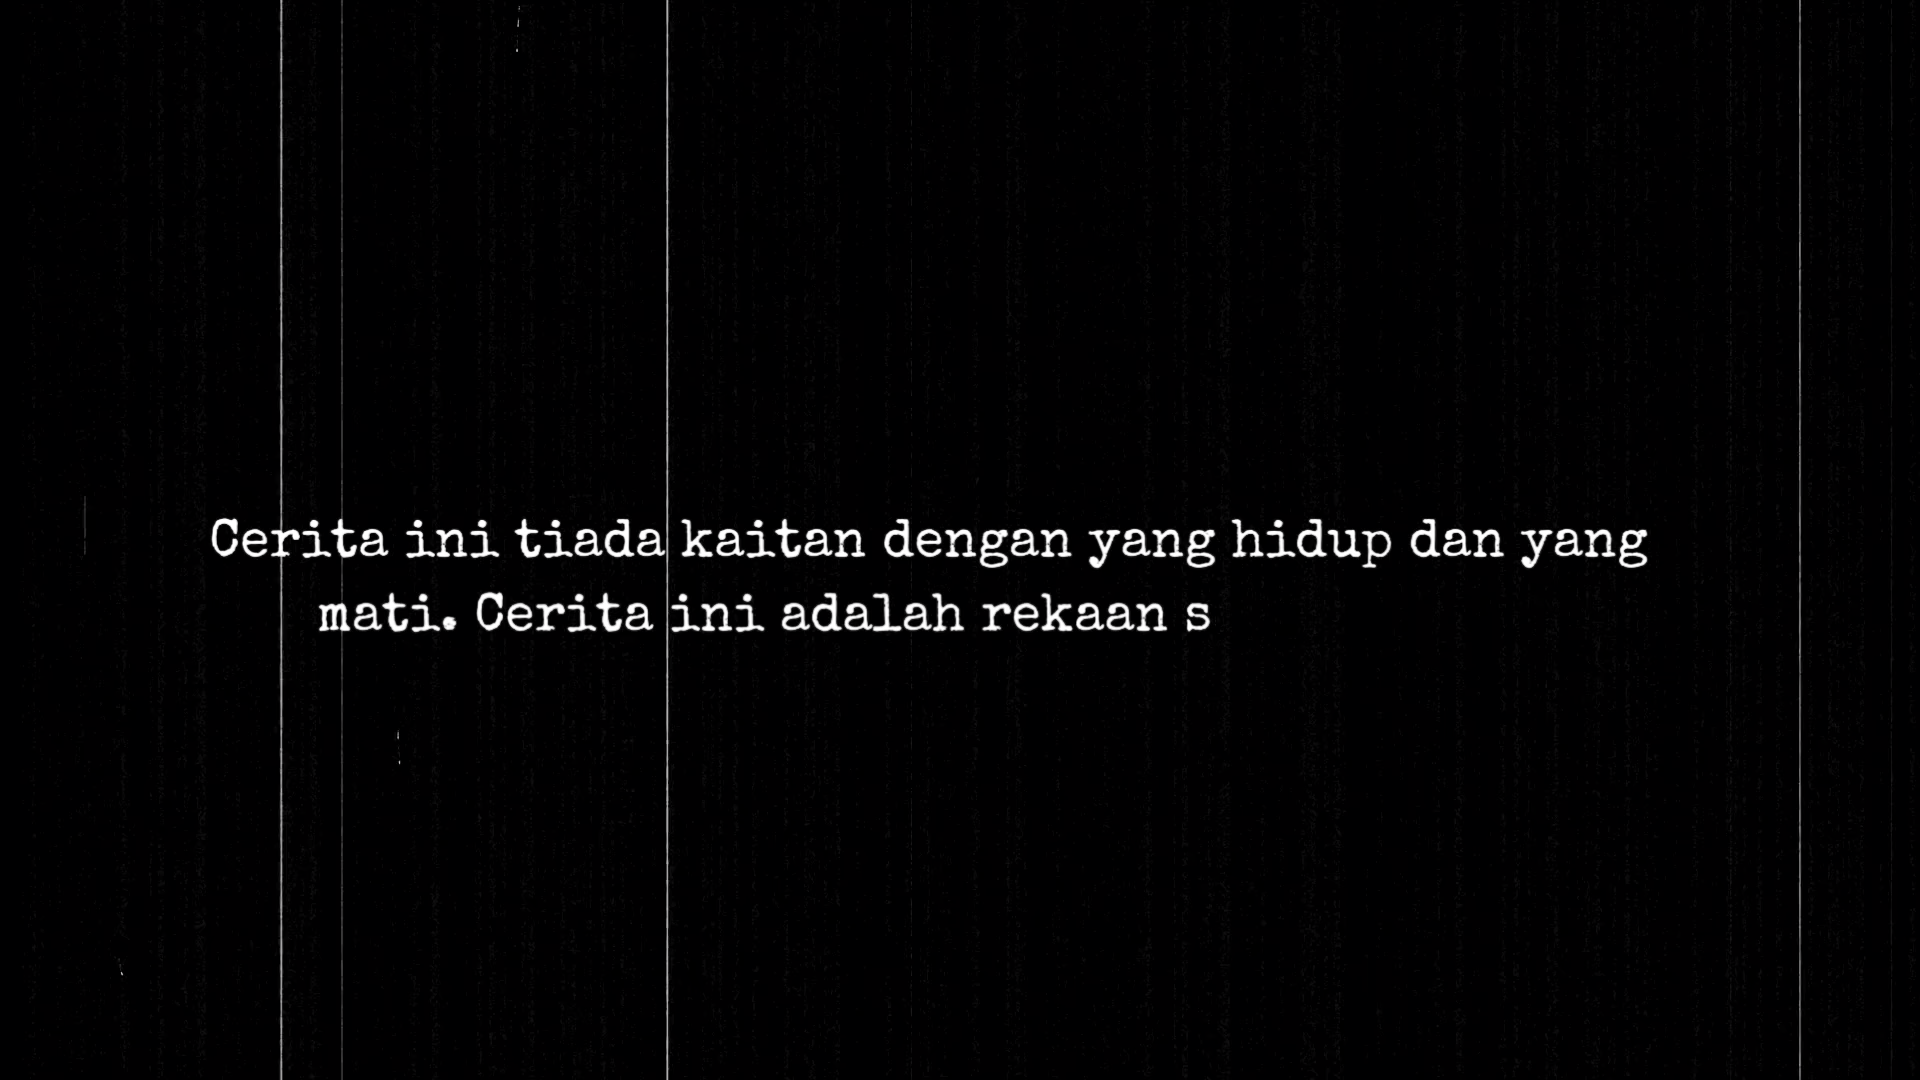 Cerita ini tiada kaitan dengan yang hidup dan yang
mati. Cerita ini adalah rekaan s